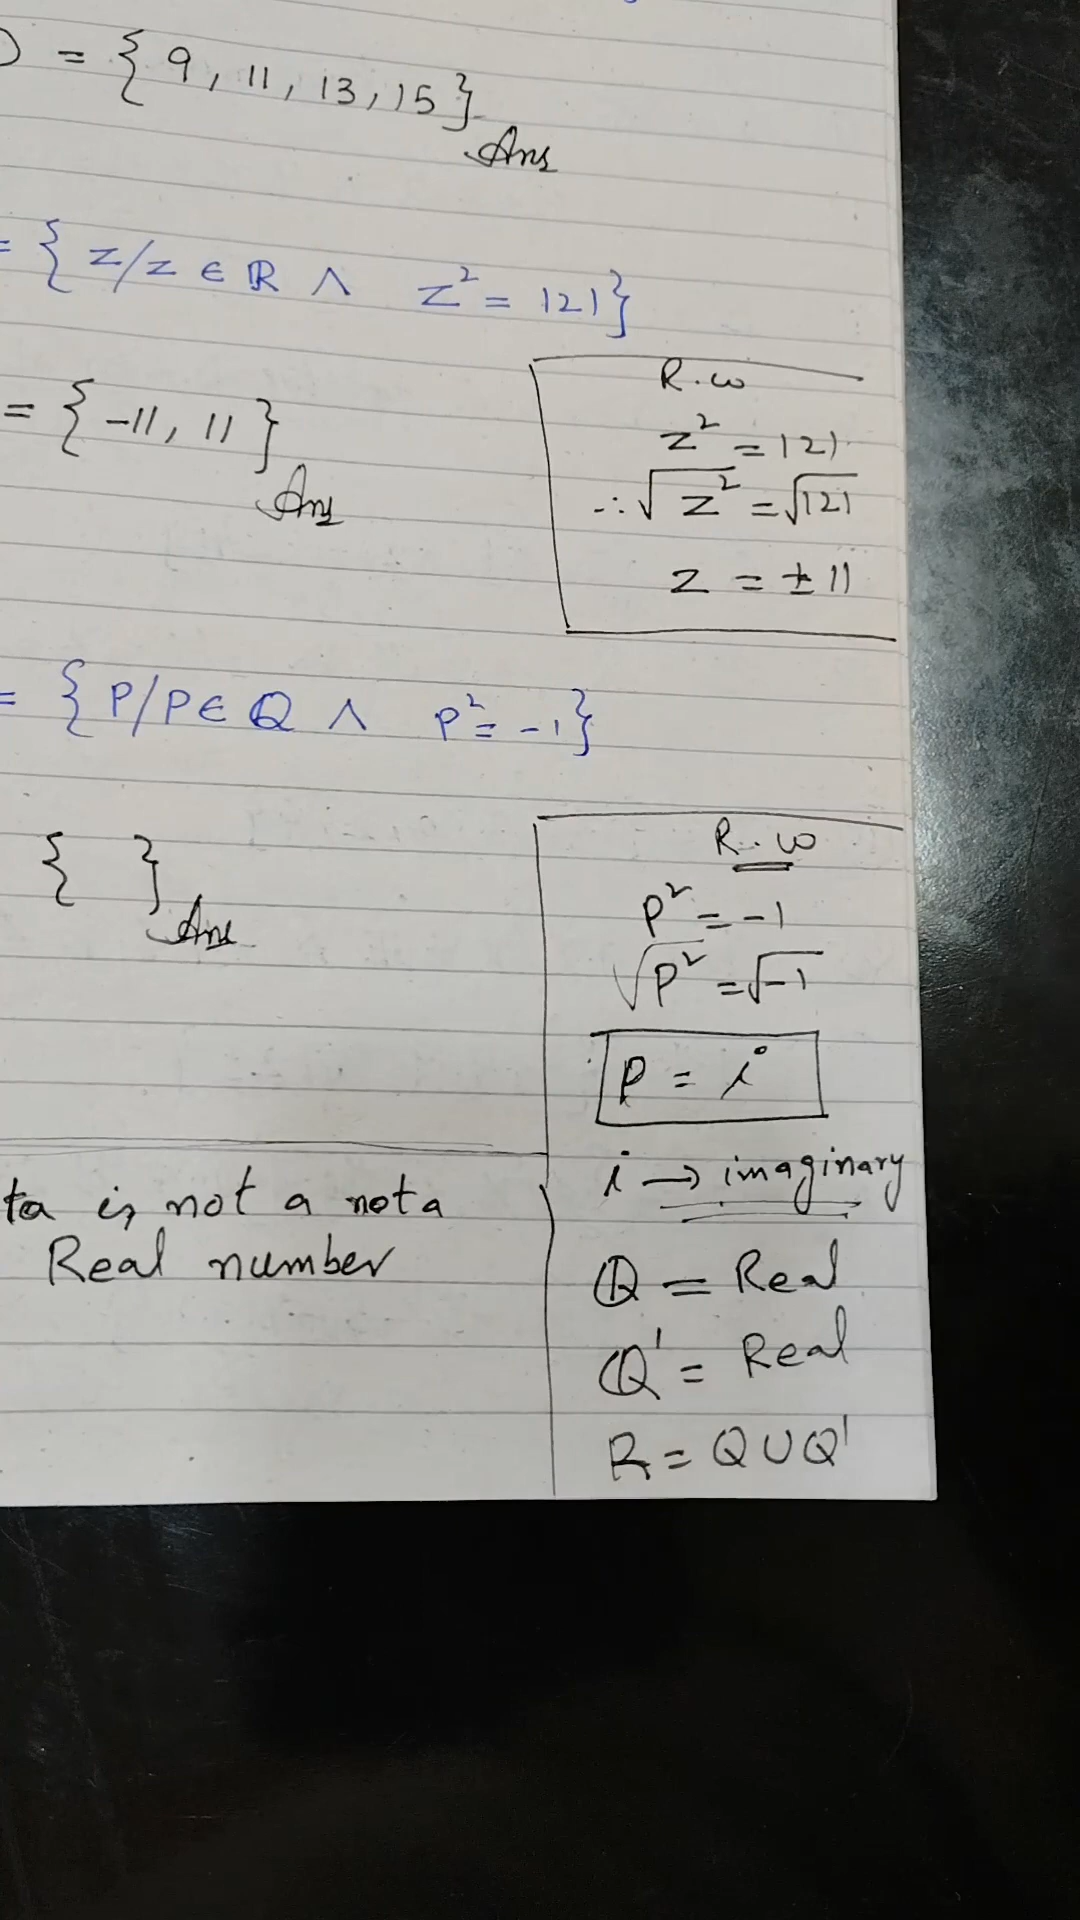 D = { 9, 11, 13, 15}
Ans
= { z/z ∈ ℝ ∧ z² = 121}
= { -11, 11 }
Ans
R.w
z² = 121
∴ √z² = √121
z = ± 11
= { P/P ∈ ℚ ∧ P² = -1}
{ }
Ans
R.w
P² = -1
√P² = √-1
P = i
i → imaginary
ℚ = Real
ℚ' = Real
R = Q U Q'
ta is not a not a
Real number